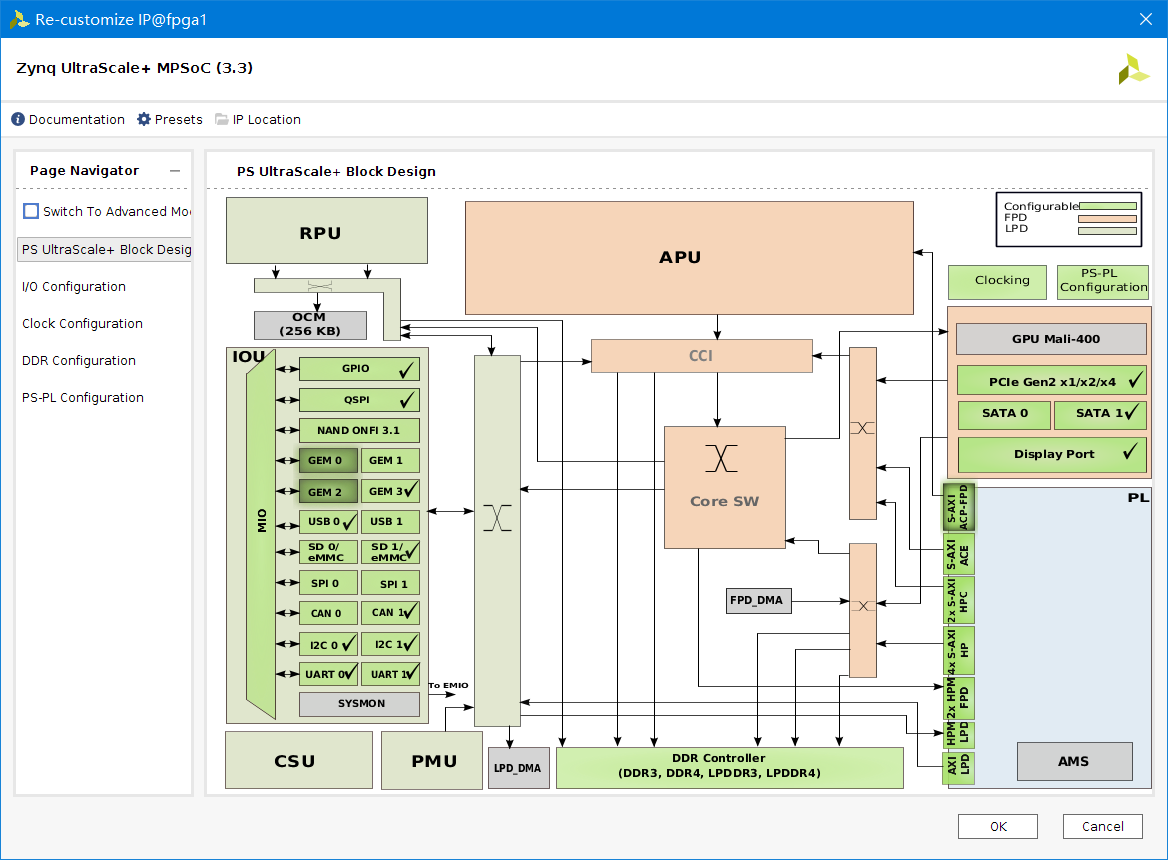 Re-customize IP@fpga1
Zynq UltraScale+ MPSoC (3.3)
Documentation Presets IP Location
Page Navigator
Switch To Advanced Mo
PS UltraScale+ Block Desig
I/O Configuration
Clock Configuration
DDR Configuration
PS-PL Configuration
PS UltraScale+ Block Design
Configurable
FPD
LPD
RPU
APU
Clocking
PS-PL
Configuration
OCM
(256 KB)
CCI
GPU Mali-400
PCIe Gen2 x1/x2/x4
SATA 0 SATA 1
Display Port
IOU
MIO
GPIO
QSPI
NAND ONFI 3.1
GEM 0 GEM 1
GEM 2 GEM 3
USB 0 USB 1
SD 0/
eMMC
SD 1/
eMMC
SPI 0 SPI 1
CAN 0 CAN 1
I2C 0 I2C 1
UART 0 UART 1
SYSMON
To EMIO
Core SW
FPD_DMA
PL
S-AXI
ACP-FPD
S-AXI
ACE
2x S-AXI
HPC
4x S-AXI
HP
2x HPM
FPD
HPM
LPD
AXI
LPD
AMS
CSU
PMU
LPD_DMA
DDR Controller
(DDR3, DDR4, LPDDR3, LPDDR4)
OK Cancel